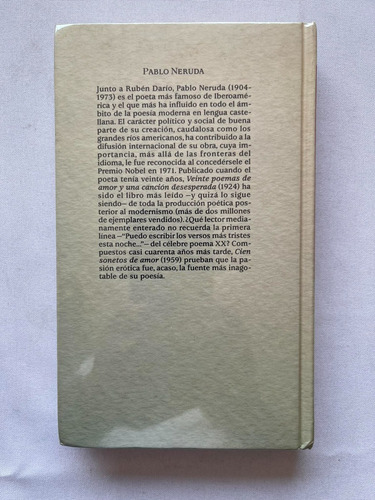 PABLO NERUDA
Junto a Rubén Darío, Pablo Neruda (1904-
1973) es el poeta más famoso de Iberoamé-
rica y el que más ha influido en todo el ám-
bito de la poesía moderna en lengua caste-
llana. El carácter político y social de buena
parte de su creación, caudalosa como los
grandes ríos americanos, ha contribuido a la
difusión internacional de su obra, cuya im-
portancia, más allá de las fronteras del
idioma, le fue reconocida al concedérsele el
Premio Nobel en 1971. Publicado cuando el
poeta tenía veinte años, Veinte poemas de
amor y una canción desesperada (1924) ha
sido el libro más leído —y quizá lo sigue
siendo— de toda la producción poética pos-
terior al modernismo (más de dos millones
de ejemplares vendidos). ¿Qué lector media-
namente enterado no recuerda la primera
línea —"Puedo escribir los versos más tristes
esta noche..."— del célebre poema XX? Com-
puestos casi cuarenta años más tarde, Cien
sonetos de amor (1959) prueban que la pa-
sión erótica fue, acaso, la fuente más inago-
table de su poesía.